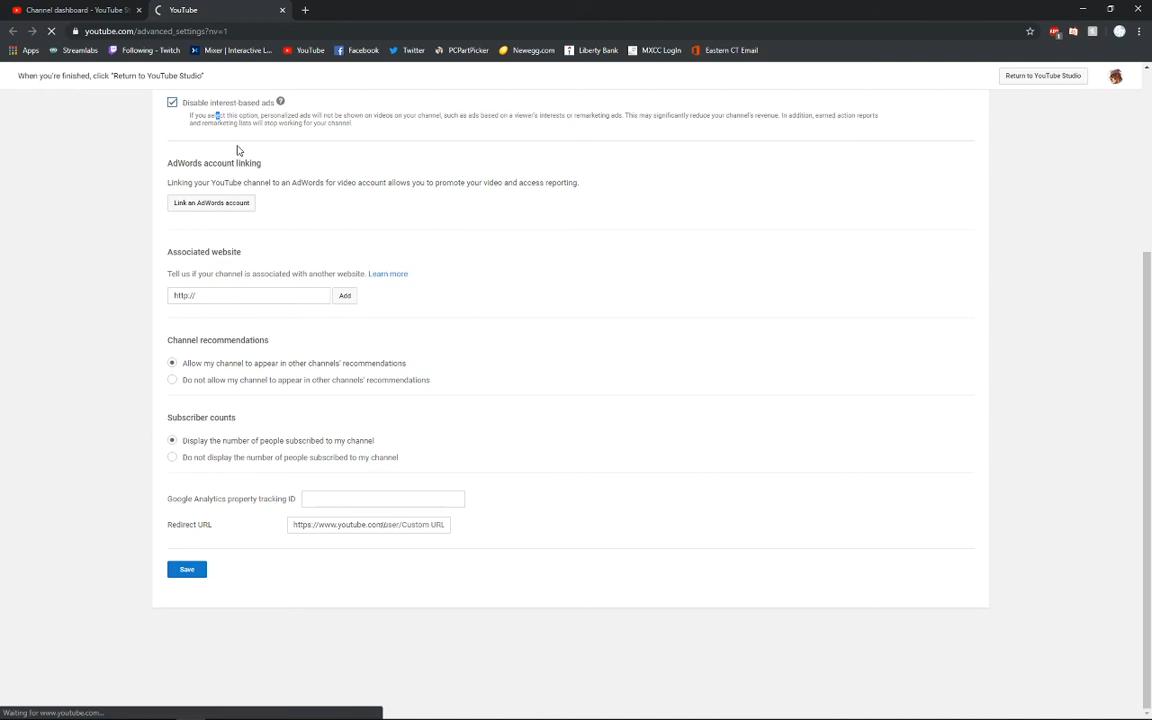 Channel dashboard - YouTube St
YouTube
youtube.com/advanced_settings?nv=1
Apps
Streamlabs
Following - Twitch
Mixer | Interactive L...
YouTube
Facebook
Twitter
PCPartPicker
Newegg.com
Liberty Bank
MXCC LogIn
Eastern CT Email
When you're finished, click "Return to YouTube Studio"
Return to YouTube Studio
Disable interest-based ads ?
If you select this option, personalized ads will not be shown on videos on your channel, such as ads based on a viewer's interests or remarketing ads. This may significantly reduce your channel's revenue. In addition, earned action reports
and remarketing lists will stop working for your channel.
AdWords account linking
Linking your YouTube channel to an AdWords for video account allows you to promote your video and access reporting.
Link an AdWords account
Associated website
Tell us if your channel is associated with another website. Learn more
http://
Add
Channel recommendations
Allow my channel to appear in other channels' recommendations
Do not allow my channel to appear in other channels' recommendations
Subscriber counts
Display the number of people subscribed to my channel
Do not display the number of people subscribed to my channel
Google Analytics property tracking ID
Redirect URL
https://www.youtube.com/user/Custom URL
Save
Waiting for www.youtube.com...